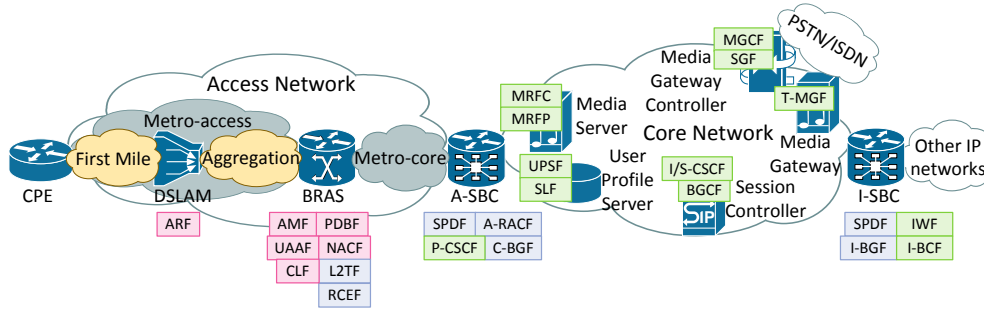 Access Network
Metro-access
First Mile
Aggregation
Metro-core
CPE
DSLAM
BRAS
A-SBC
ARF
AMF PDBF
UAAF NACF
CLF L2TF
RCEF
SPDF A-RACF
P-CSCF C-BGF
MRFC
MRFP
Media
Server
UPSF
SLF
User
Profile
Server
Media
Gateway
Controller
MGCF
SGF
PSTN/ISDN
T-MGF
Media
Gateway
Core Network
I/S-CSCF
BGCF
SIP
Session
Controller
I-SBC
Other IP
networks
SPDF IWF
I-BGF I-BCF